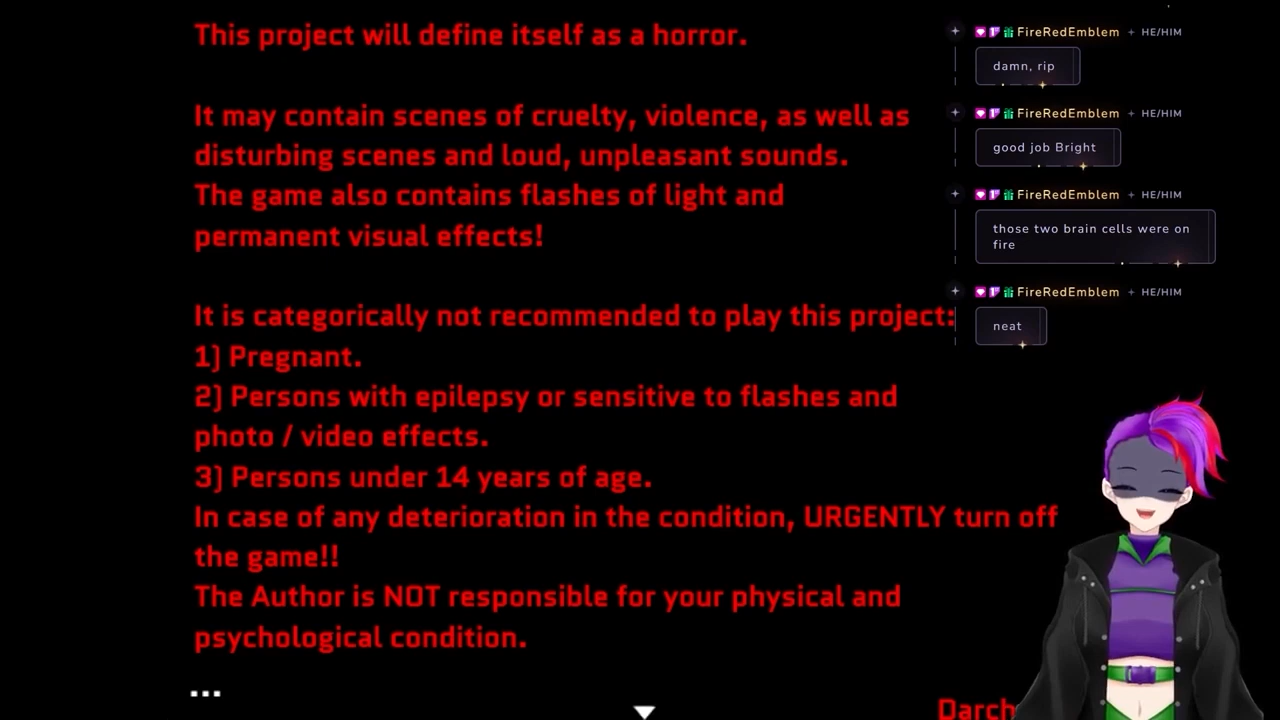 This project will define itself as a horror.
It may contain scenes of cruelty, violence, as well as
disturbing scenes and loud, unpleasant sounds.
The game also contains flashes of light and
permanent visual effects!
It is categorically not recommended to play this project:
1) Pregnant.
2) Persons with epilepsy or sensitive to flashes and
photo / video effects.
3) Persons under 14 years of age.
In case of any deterioration in the condition, URGENTLY turn off
the game!!
The Author is NOT responsible for your physical and
psychological condition.
...
FireRedEmblem + HE/HIM
damn, rip
FireRedEmblem + HE/HIM
good job Bright
FireRedEmblem + HE/HIM
those two brain cells were on
fire
FireRedEmblem + HE/HIM
neat